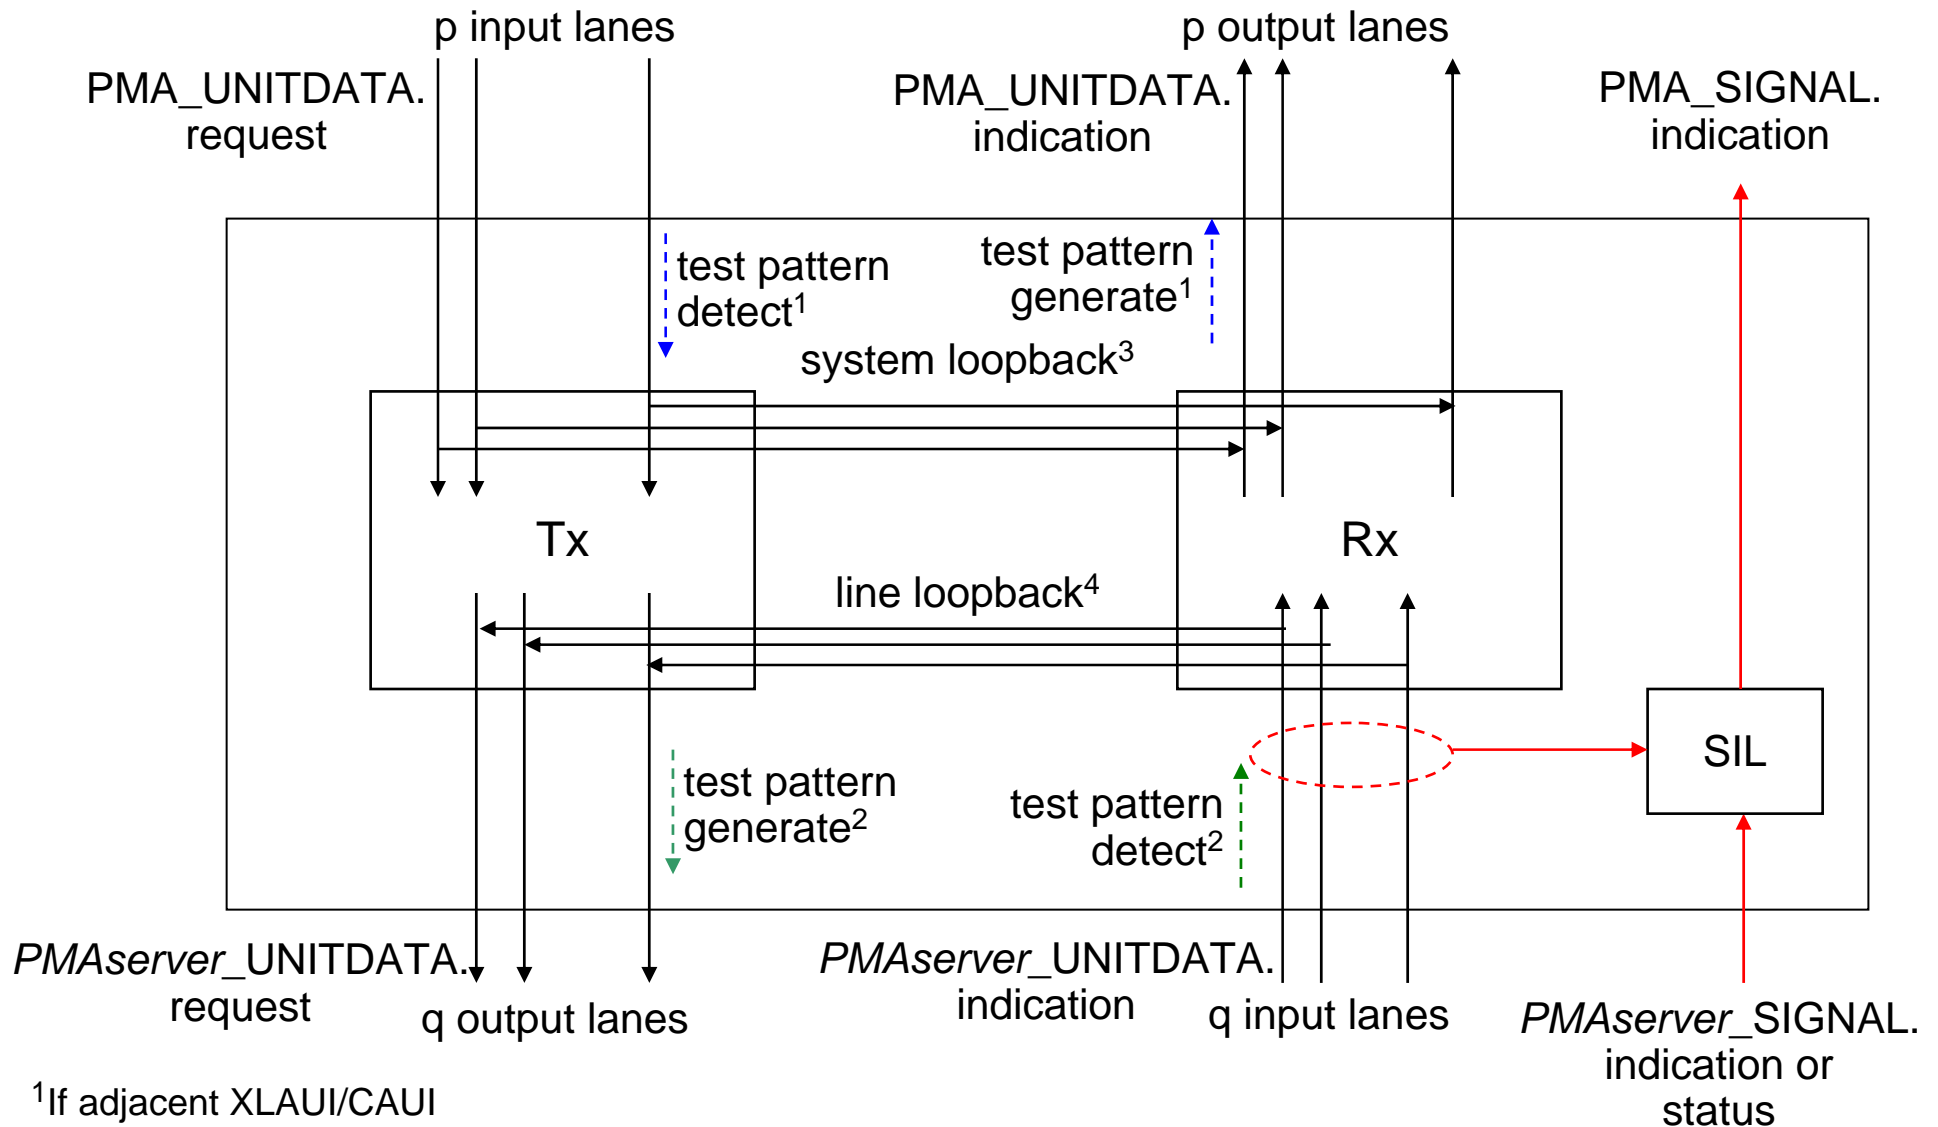 p input lanes
p output lanes
PMA_UNITDATA.
request
PMA_UNITDATA.
indication
PMA_SIGNAL.
indication
test pattern
detect1
test pattern
generate1
system loopback3
Tx
Rx
line loopback4
SIL
test pattern
generate2
test pattern
detect2
PMAserver_UNITDATA.
request
q output lanes
PMAserver_UNITDATA.
indication
q input lanes
PMAserver_SIGNAL.
indication or
status
1If adjacent XLAUI/CAUI